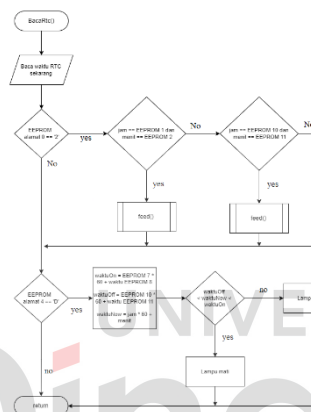 BacaRtc()
Baca waktu RTC
sekarang
EEPROM
alamat 0 == '2'
yes
jam == EEPROM 1 dan
menit == EEPROM 2
No
jam == EEPROM 10 dan
menit == EEPROM 11
No
No
yes
yes
feed()
feed()
EEPROM
alamat 4 == 'D'
yes
waktuOn = EEPROM 7 *
60 + waktu EEPROM 8
waktuOff = EEPROM 10 *
60 + waktu EEPROM
11
waktuNow = jam * 60 +
menit
waktuOff
< waktuNow <
waktuOn
no
Lampu
yes
Lampu mati
no
return
UNIVE